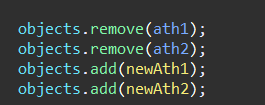 objects.remove(ath1);
objects.remove(ath2);
objects.add(newAth1);
objects.add(newAth2);